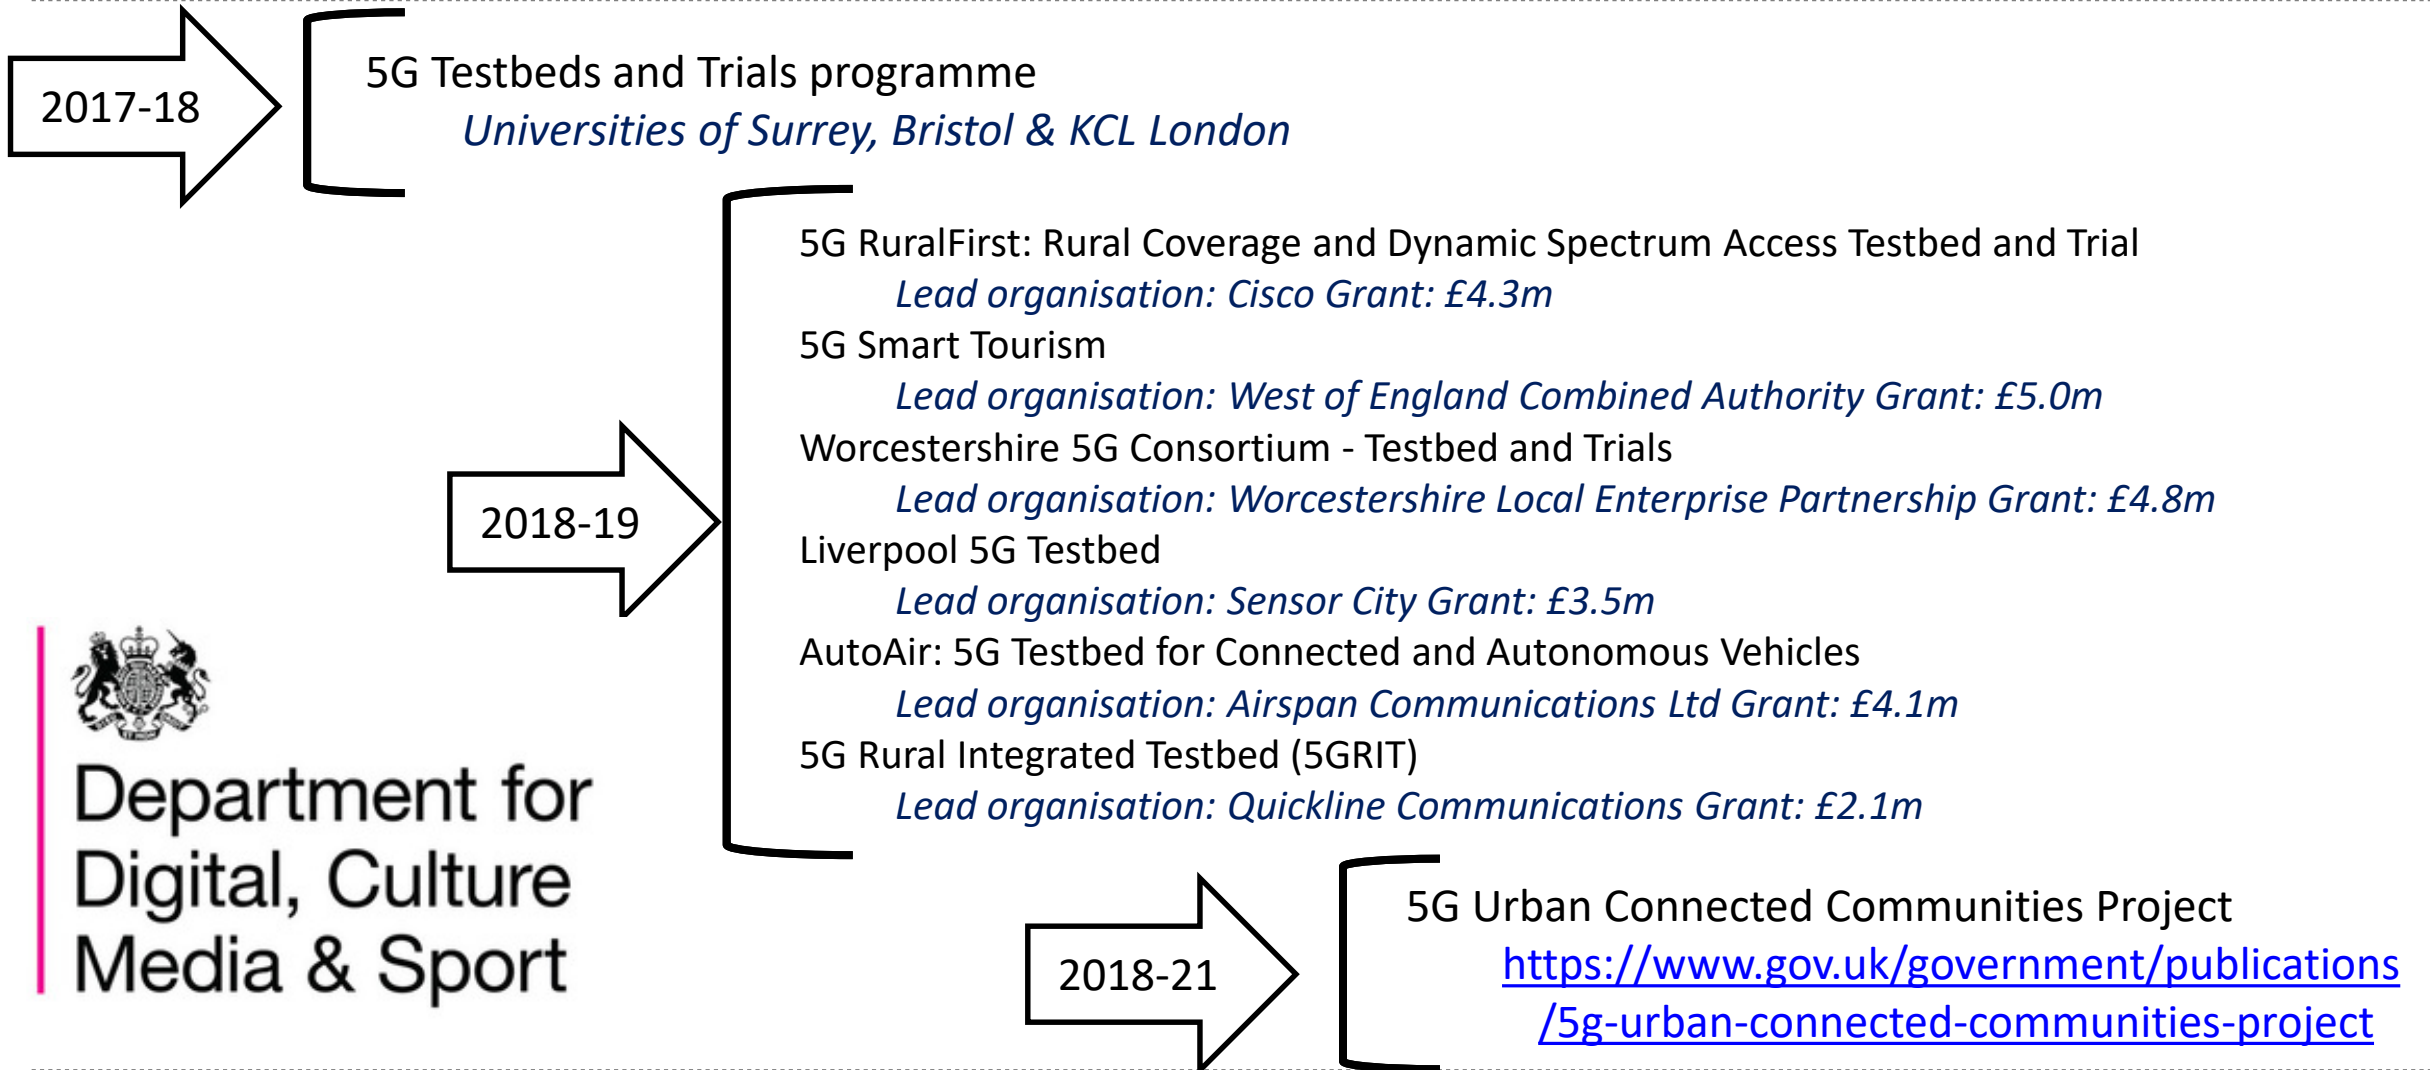 2017-18
5G Testbeds and Trials programme
Universities of Surrey, Bristol & KCL London
2018-19
5G RuralFirst: Rural Coverage and Dynamic Spectrum Access Testbed and Trial
Lead organisation: Cisco Grant: £4.3m
5G Smart Tourism
Lead organisation: West of England Combined Authority Grant: £5.0m
Worcestershire 5G Consortium - Testbed and Trials
Lead organisation: Worcestershire Local Enterprise Partnership Grant: £4.8m
Liverpool 5G Testbed
Lead organisation: Sensor City Grant: £3.5m
AutoAir: 5G Testbed for Connected and Autonomous Vehicles
Lead organisation: Airspan Communications Ltd Grant: £4.1m
5G Rural Integrated Testbed (5GRIT)
Lead organisation: Quickline Communications Grant: £2.1m
Department for
Digital, Culture
Media & Sport
2018-21
5G Urban Connected Communities Project
https://www.gov.uk/government/publications
/5g-urban-connected-communities-project